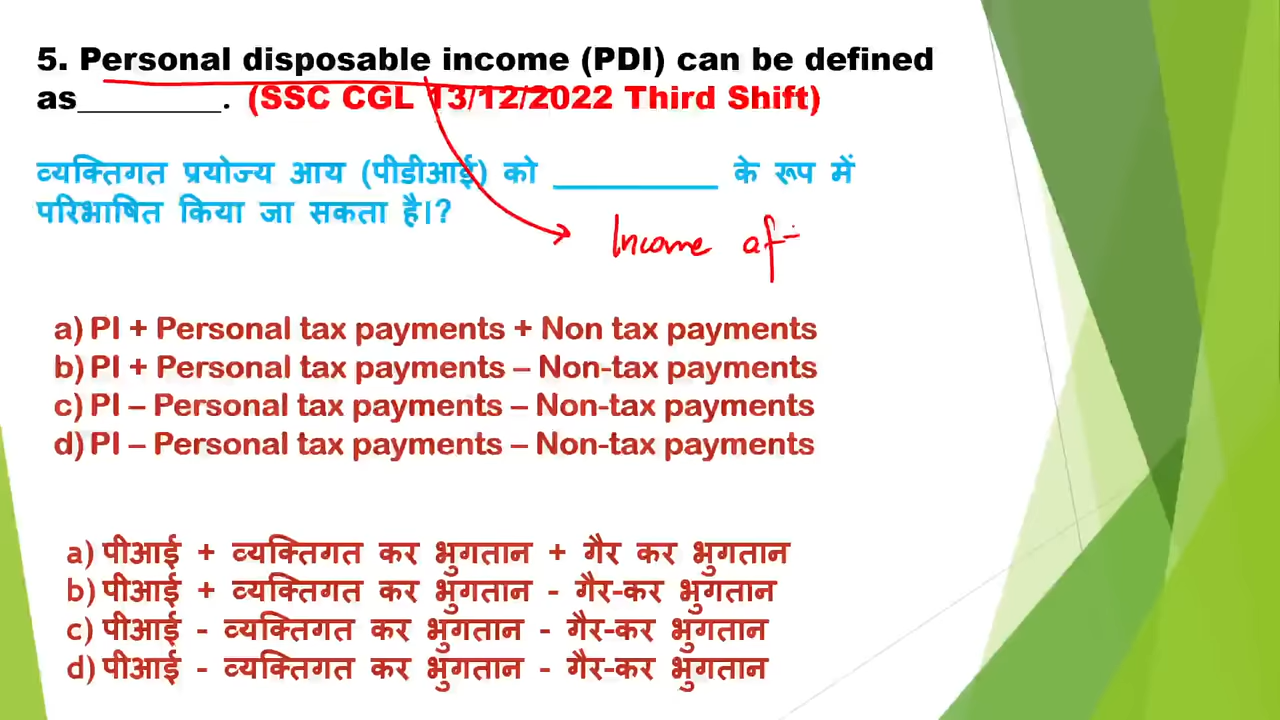 5. Personal disposable income (PDI) can be defined
as_________. (SSC CGL 13/12/2022 Third Shift)
व्यक्तिगत प्रयोज्य आय (पीडीआई) को __________ के रूप में
परिभाषित किया जा सकता है।?
Income af
a) PI + Personal tax payments + Non tax payments
b) PI + Personal tax payments – Non-tax payments
c) PI – Personal tax payments – Non-tax payments
d) PI – Personal tax payments – Non-tax payments
a) पीआई + व्यक्तिगत कर भुगतान + गैर कर भुगतान
b) पीआई + व्यक्तिगत कर भुगतान - गैर-कर भुगतान
c) पीआई - व्यक्तिगत कर भुगतान - गैर-कर भुगतान
d) पीआई - व्यक्तिगत कर भुगतान - गैर-कर भुगतान